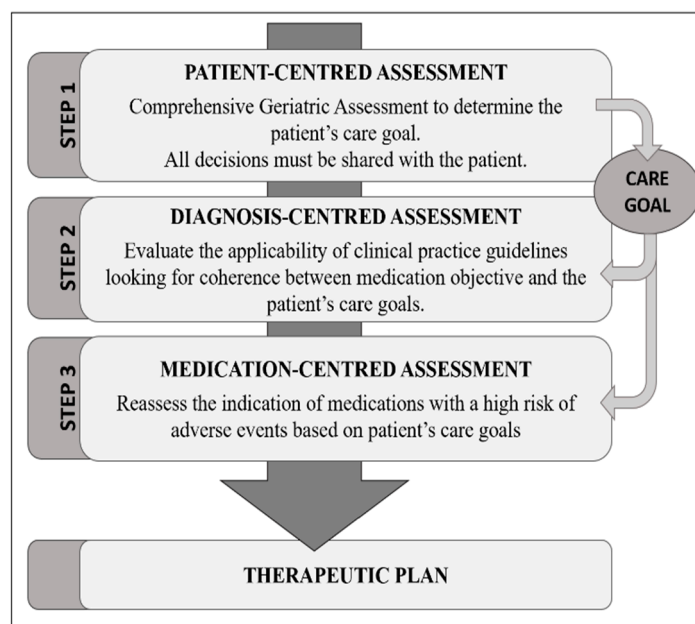 STEP 1
PATIENT-CENTRED ASSESSMENT
Comprehensive Geriatric Assessment to determine the
patient's care goal.
All decisions must be shared with the patient.
CARE
GOAL
STEP 2
DIAGNOSIS-CENTRED ASSESSMENT
Evaluate the applicability of clinical practice guidelines
looking for coherence between medication objective and the
patient's care goals.
STEP 3
MEDICATION-CENTRED ASSESSMENT
Reassess the indication of medications with a high risk of
adverse events based on patient's care goals
THERAPEUTIC PLAN